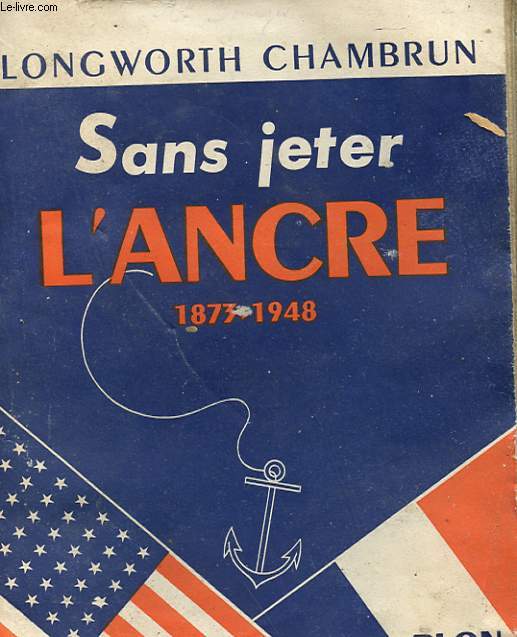 Le-livre.com
LONGWORTH CHAMBRUN
Sans jeter
L'ANCRE
1873-1948